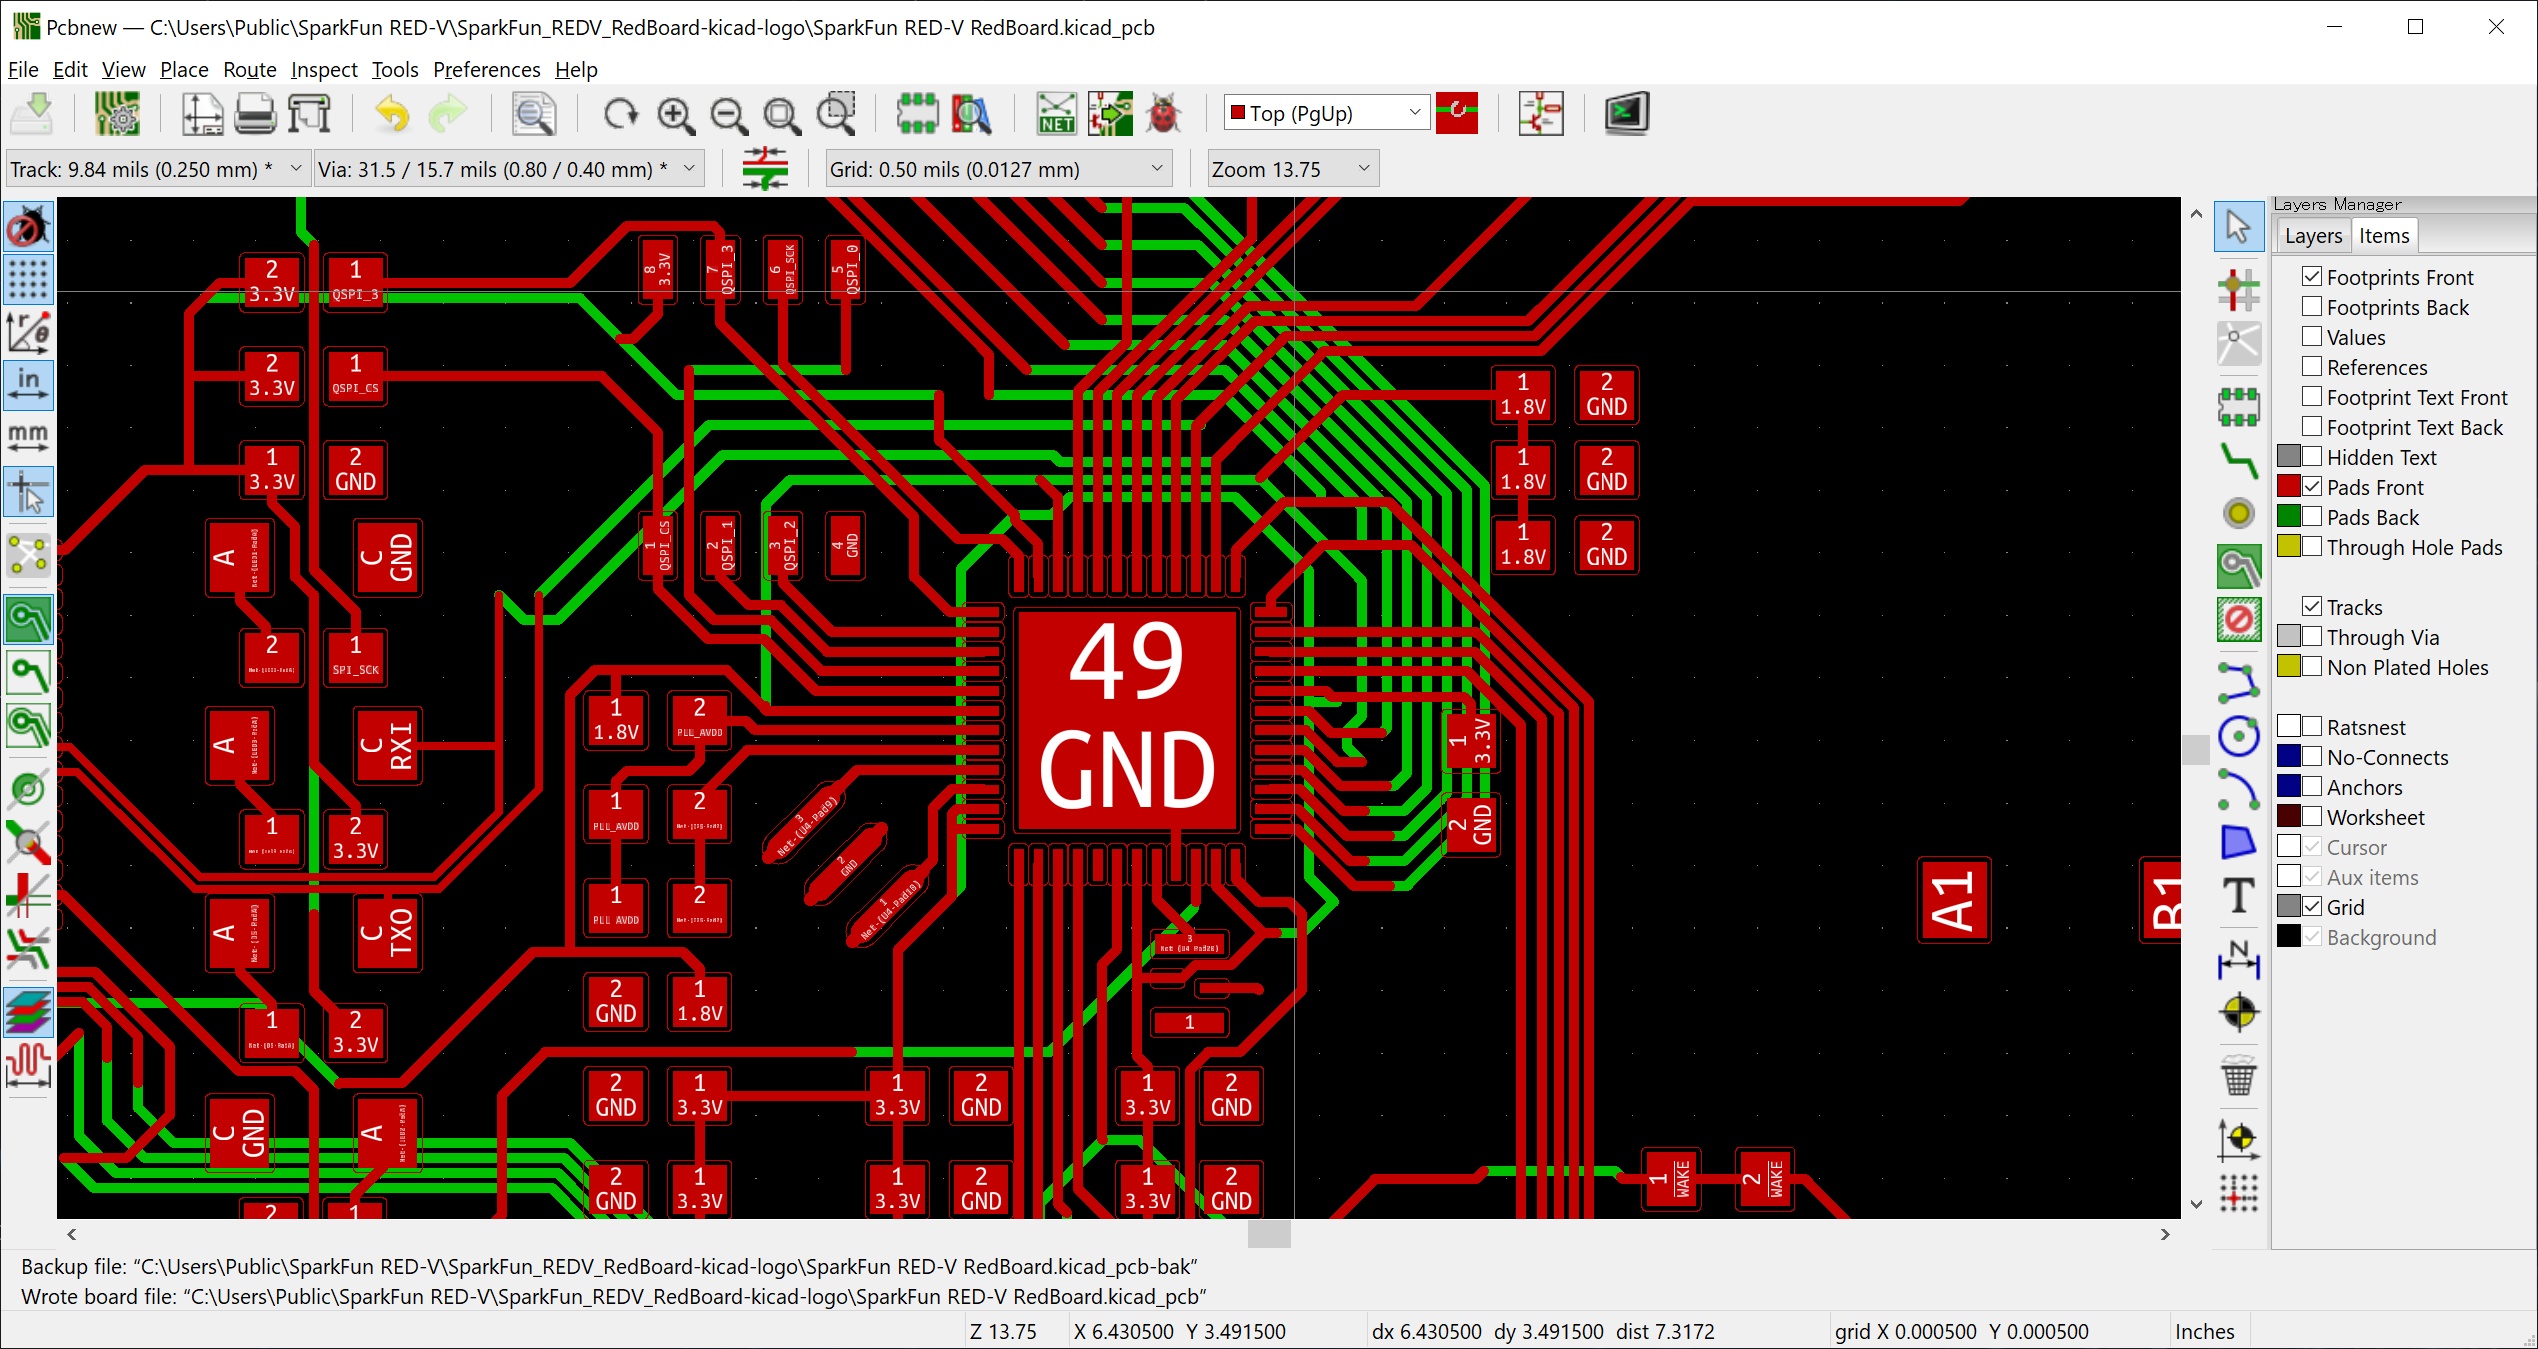 Pcbnew — C:\Users\Public\SparkFun RED-V\SparkFun_REDV_RedBoard-kicad-logo\SparkFun RED-V RedBoard.kicad_pcb
File Edit View Place Route Inspect Tools Preferences Help
NET
Top (PgUp)
Track: 9.84 mils (0.250 mm) *
Via: 31.5 / 15.7 mils (0.80 / 0.40 mm) *
Grid: 0.50 mils (0.0127 mm)
Zoom 13.75
in
mm
Layers Manager
Layers
Items
Footprints Front
Footprints Back
Values
References
Footprint Text Front
Footprint Text Back
Hidden Text
Pads Front
Pads Back
Through Hole Pads
Tracks
Through Via
Non Plated Holes
Ratsnest
No-Connects
Anchors
Worksheet
Cursor
Aux items
Grid
Background
2
3.3V
1
QSPI_3
8
3.3V
7
QSPI_3
6
QSPI_SCK
5
QSPI_0
2
3.3V
1
QSPI_CS
1
3.3V
2
GND
1
1.8V
2
GND
1
1.8V
2
GND
1
1.8V
2
GND
A
C
GND
1
QSPI_CS
2
QSPI_1
3
QSPI_2
4
GND
2
1
SPI_SCK
49
GND
A
C
RXI
1
1.8V
2
PLL_AVDD
1
3.3V
2
GND
1
2
3.3V
1
PLL_AVDD
2
3
Net-(U4-Pad9)
2
GND
1
Net-(U4-Pad10)
A
C
TXO
1
PLL_AVDD
2
3
A1
B1
1
2
3.3V
2
GND
1
1.8V
1
C
GND
A
2
GND
1
3.3V
1
3.3V
2
GND
1
3.3V
2
GND
2
GND
1
3.3V
1
3.3V
2
GND
1
3.3V
2
GND
1
WAKE
2
WAKE
2
1
Backup file: “C:\Users\Public\SparkFun RED-V\SparkFun_REDV_RedBoard-kicad-logo\SparkFun RED-V RedBoard.kicad_pcb-bak”
Wrote board file: “C:\Users\Public\SparkFun RED-V\SparkFun_REDV_RedBoard-kicad-logo\SparkFun RED-V RedBoard.kicad_pcb”
Z 13.75
X 6.430500 Y 3.491500
dx 6.430500 dy 3.491500 dist 7.3172
grid X 0.000500 Y 0.000500
Inches